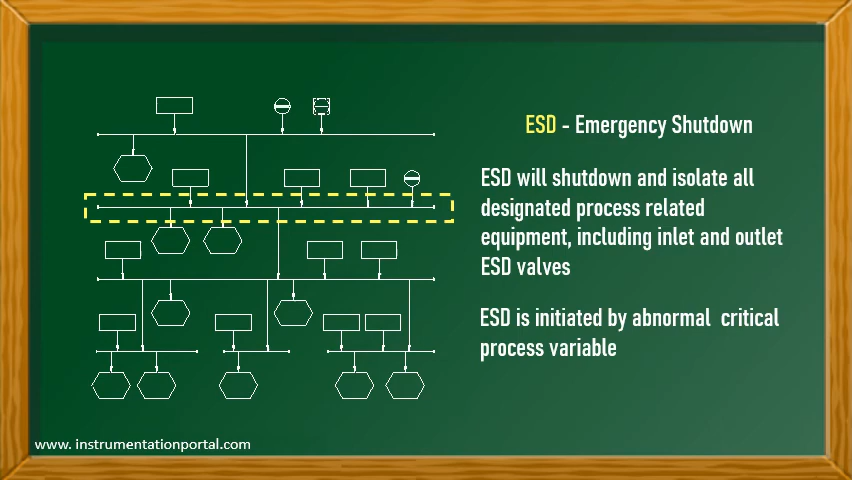 ESD - Emergency Shutdown
ESD will shutdown and isolate all
designated process related
equipment, including inlet and outlet
ESD valves
ESD is initiated by abnormal  critical
process variable
www. instrumentationportal.com